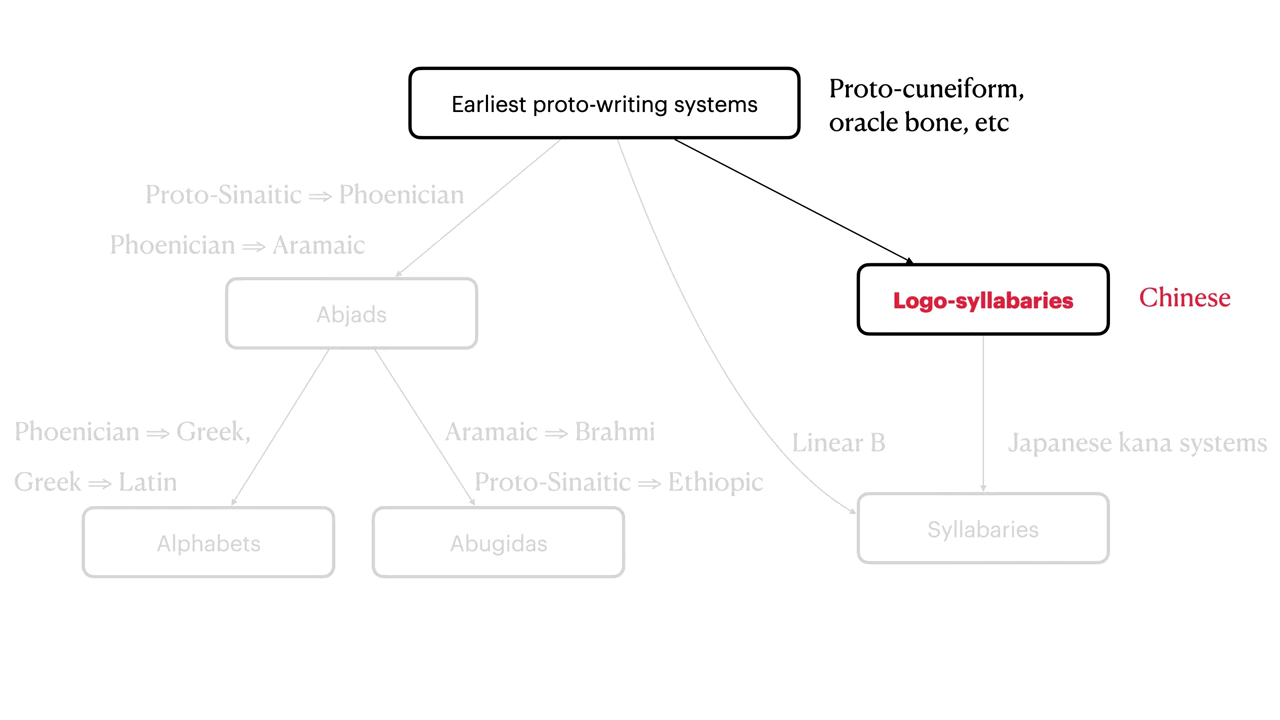 Earliest proto-writing systems
Proto-cuneiform,
oracle bone, etc
Proto-Sinaitic ⇒ Phoenician
Phoenician ⇒ Aramaic
Abjads
Logo-syllabaries
Chinese
Phoenician ⇒ Greek,
Greek ⇒ Latin
Aramaic ⇒ Brahmi
Proto-Sinaitic ⇒ Ethiopic
Linear B
Japanese kana systems
Alphabets
Abugidas
Syllabaries